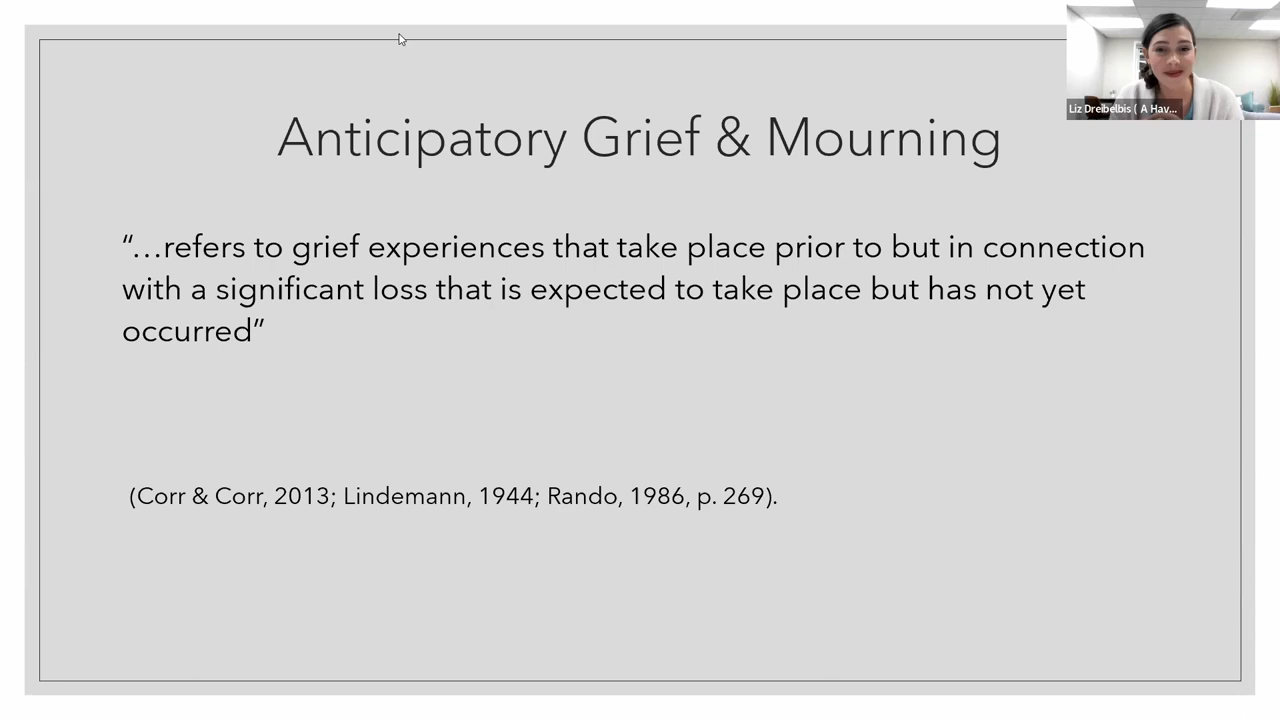 Anticipatory Grief & Mourning
“…refers to grief experiences that take place prior to but in connection
with a significant loss that is expected to take place but has not yet
occurred”
(Corr & Corr, 2013; Lindemann, 1944; Rando, 1986, p. 269).
Liz Dreibelbis ( A Hav...